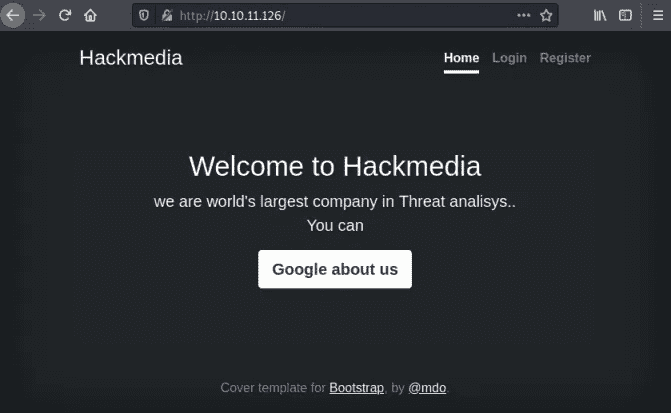 http://10.10.11.126/
Hackmedia
Home Login Register
Welcome to Hackmedia
we are world's largest company in Threat analisys..
You can
Google about us
Cover template for Bootstrap, by @mdo.